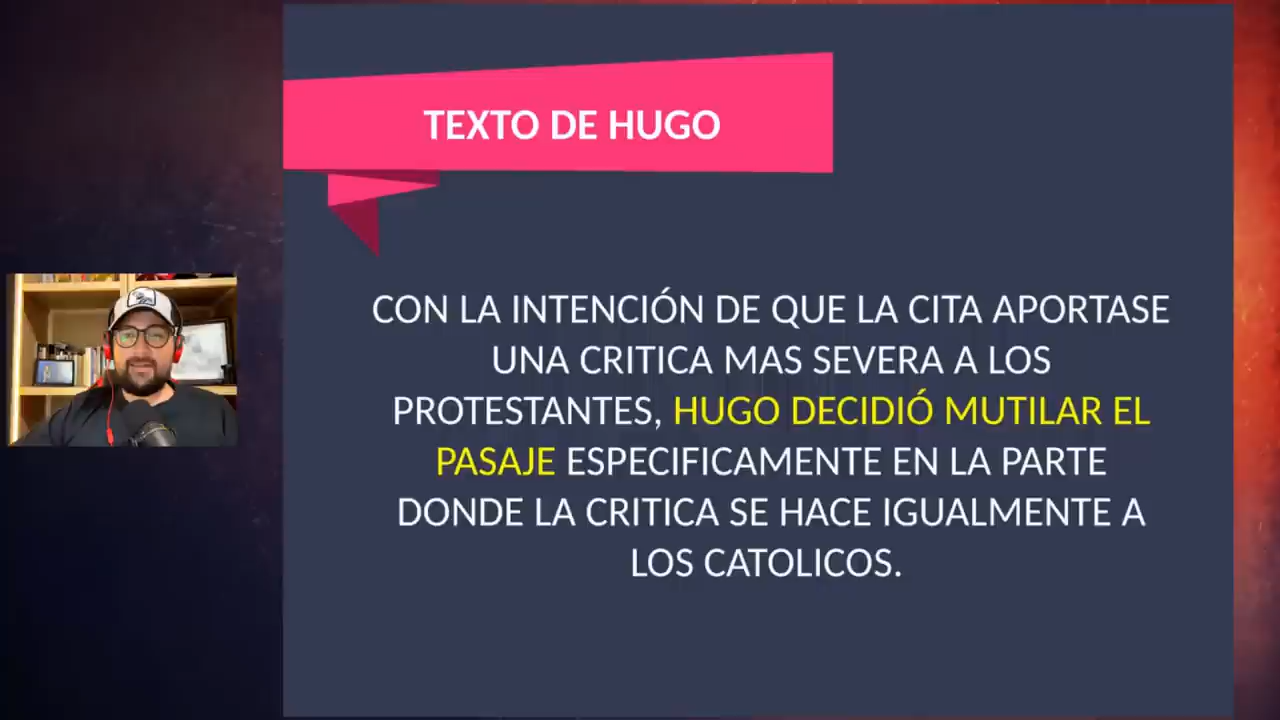 TEXTO DE HUGO
CON LA INTENCIÓN DE QUE LA CITA APORTASE
UNA CRITICA MAS SEVERA A LOS
PROTESTANTES, HUGO DECIDIÓ MUTILAR EL
PASAJE ESPECIFICAMENTE EN LA PARTE
DONDE LA CRITICA SE HACE IGUALMENTE A
LOS CATOLICOS.